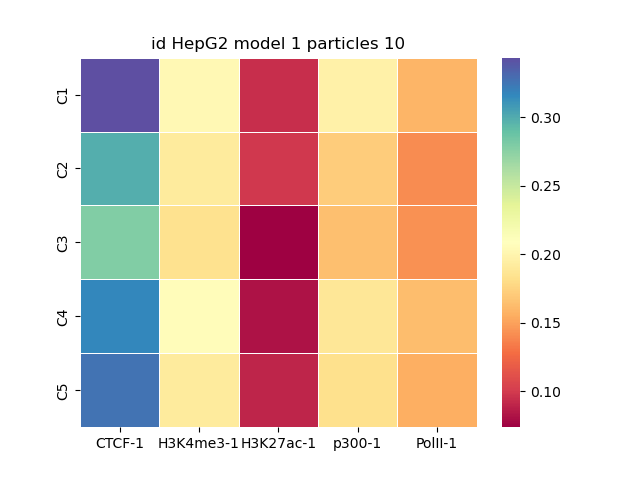 id HepG2 model 1 particles 10
C1
C2
C3
C4
C5
CTCF-1 H3K4me3-1 H3K27ac-1 p300-1 PolII-1
0.30
0.25
0.20
0.15
0.10